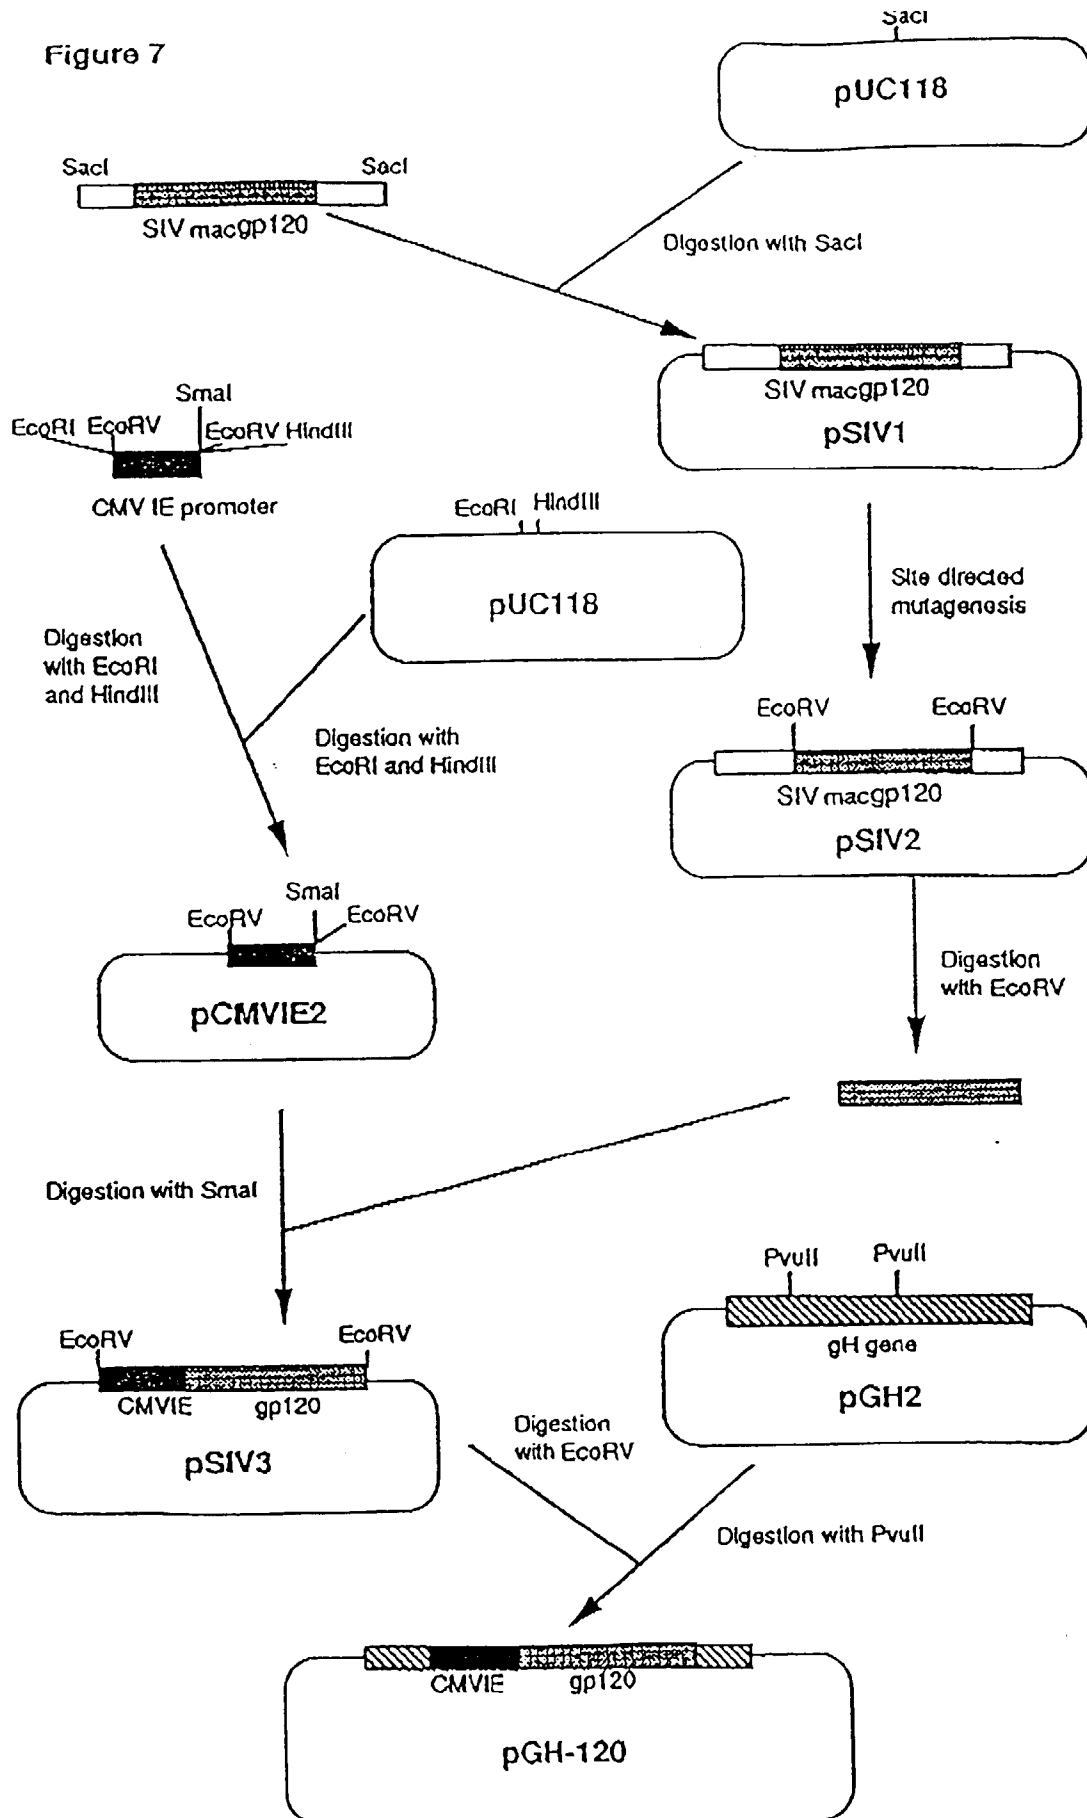 Figure 7
SacI
pUC118
SacI
SacI
SIV macgp120
Digestion with SacI
SIV macgp120
pSIV1
SmaI
EcoRI EcoRV
EcoRV HindIII
CMV IE promoter
EcoRI HindIII
pUC118
Site directed
mutagenesis
Digestion
with EcoRI
and HindIII
Digestion with
EcoRI and HindIII
EcoRV
EcoRV
SIV macgp120
pSIV2
SmaI
EcoRV
EcoRV
pCMVIE2
Digestion
with EcoRV
Digestion with SmaI
PvuII
PvuII
gH gene
pGH2
EcoRV
EcoRV
CMVIE
gp120
pSIV3
Digestion
with EcoRV
Digestion with PvuII
CMVIE
gp120
pGH-120